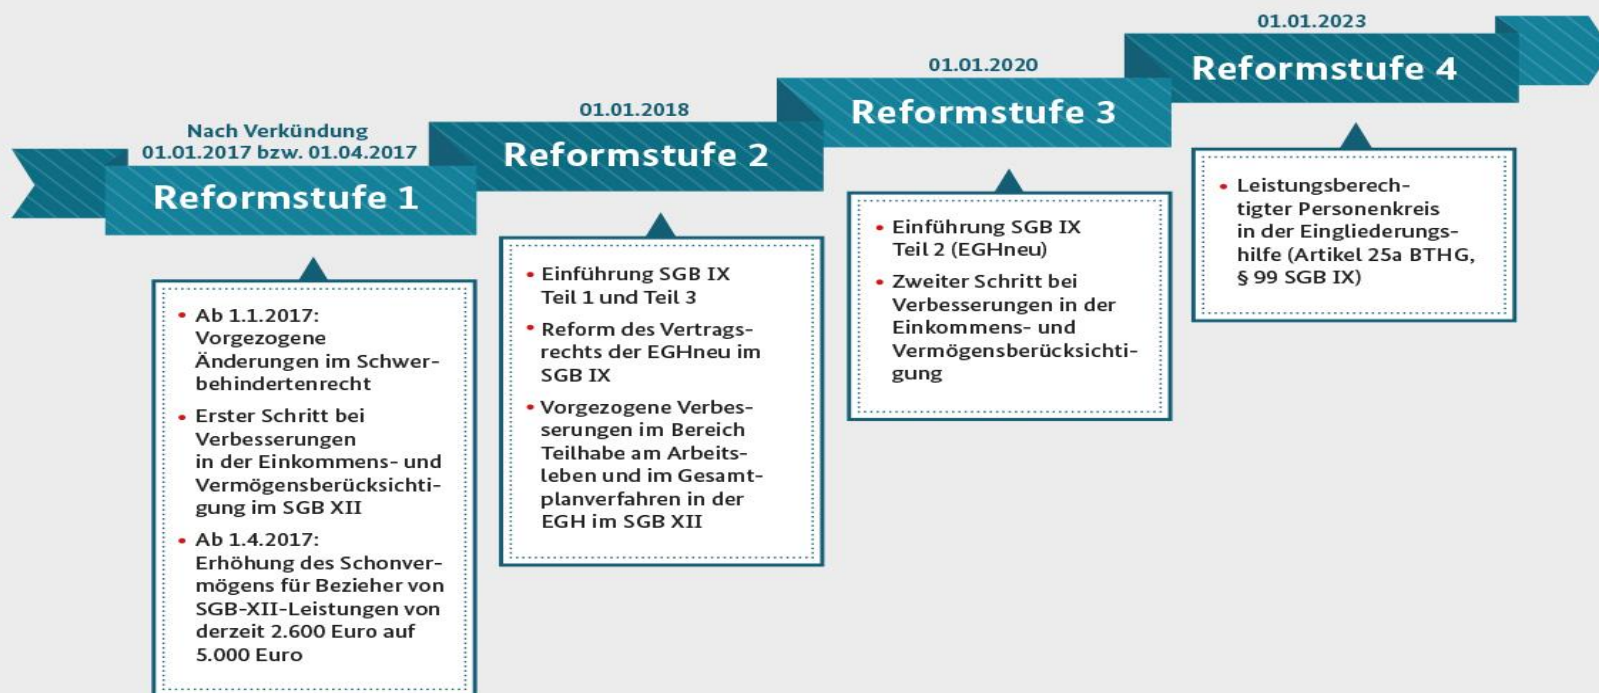 Nach Verkündung
01.01.2017 bzw. 01.04.2017
Reformstufe 1
• Ab 1.1.2017:
Vorgezogene
Änderungen im Schwer-
behindertenrecht
• Erster Schritt bei
Verbesserungen
in der Einkommens- und
Vermögensberücksichti-
gung im SGB XII
• Ab 1.4.2017:
Erhöhung des Schonver-
mögens für Bezieher von
SGB-XII-Leistungen von
derzeit 2.600 Euro auf
5.000 Euro
01.01.2018
Reformstufe 2
• Einführung SGB IX
Teil 1 und Teil 3
• Reform des Vertrags-
rechts der EGHneu im
SGB IX
• Vorgezogene Verbes-
serungen im Bereich
Teilhabe am Arbeits-
leben und im Gesamt-
planverfahren in der
EGH im SGB XII
01.01.2020
Reformstufe 3
• Einführung SGB IX
Teil 2 (EGHneu)
• Zweiter Schritt bei
Verbesserungen in der
Einkommens- und
Vermögensberücksichti-
gung
01.01.2023
Reformstufe 4
• Leistungsberech-
tigter Personenkreis
in der Eingliederungs-
hilfe (Artikel 25a BTHG,
§ 99 SGB IX)